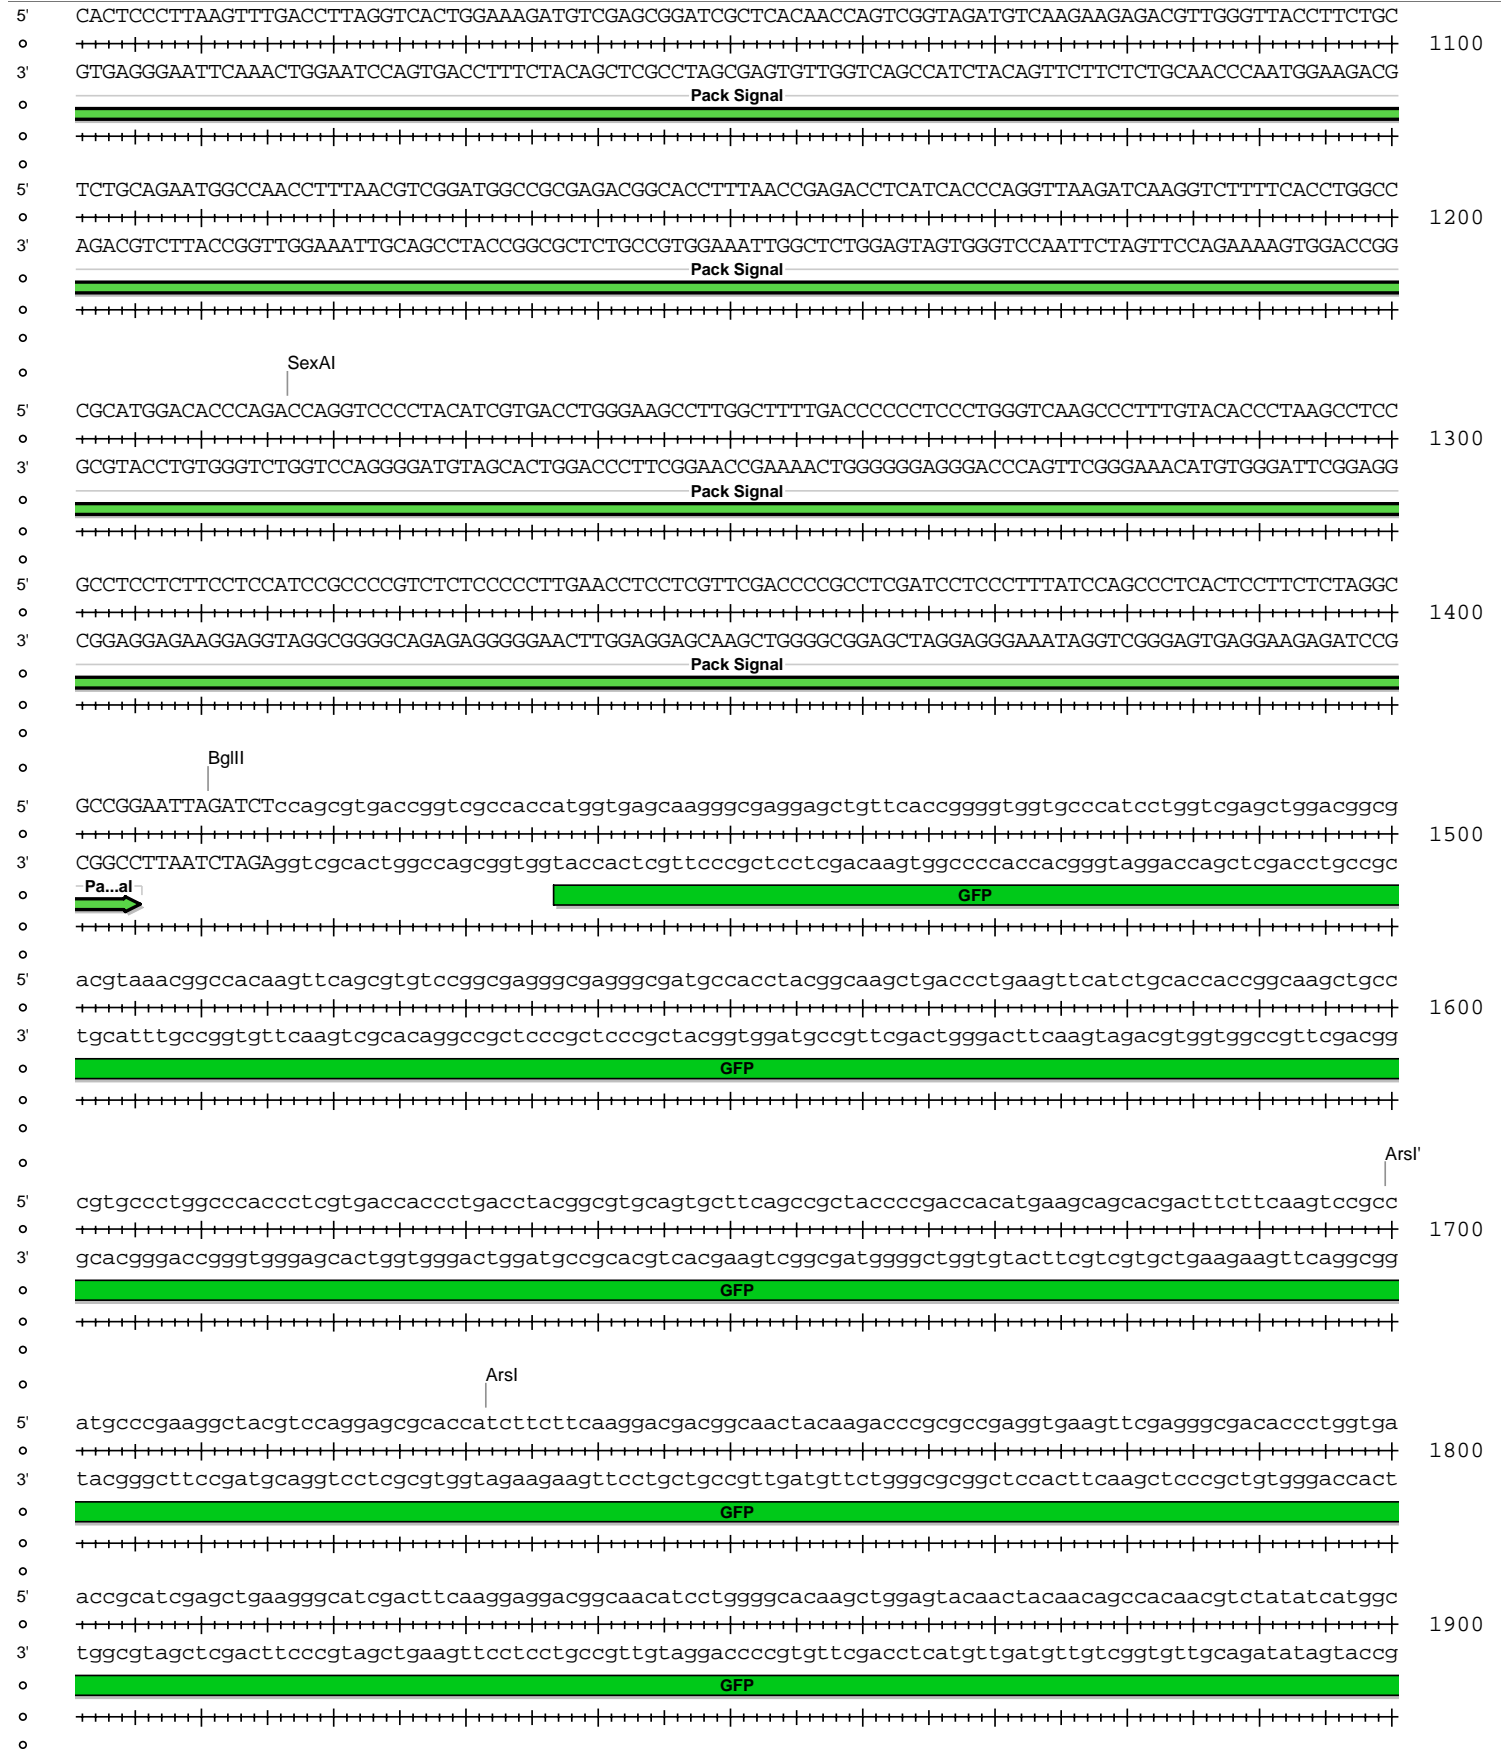 5' CACTCCCTTAAGTTTGACCTTAGGTCACTGGAAAGATGTCGAGCGGATCGCTCACAACCAGTCGGTAGATGTCAAGAAGAGACGTTGGGTTACCTTCTGC
1100
3' GTGAGGGAATTCAAACTGGAATCCAGTGACCTTTCTACAGCTCGCCTAGCGAGTGTTGGTCAGCCATCTACAGTTCTTCTCTGCAACCCAATGGAAGACG
Pack Signal
5' TCTGCAGAATGGCCAACCTTTAACGTCGGATGGCCGCGAGACGGCACCTTTAACCGAGACCTCATCACCCAGGTTAAGATCAAGGTCTTTTCACCTGGCC
1200
3' AGACGTCTTACCGGTTGGAAATTGCAGCCTACCGGCGCTCTGCCGTGGAAATTGGCTCTGGAGTAGTGGGTCCAATTCTAGTTCCAGAAAAGTGGACCGG
Pack Signal
SexAI
5' CGCATGGACACCCAGACCAGGTCCCCTACATCGTGACCTGGGAAGCCTTGGCTTTTGACCCCCCTCCCTGGGTCAAGCCCTTTGTACACCCTAAGCCTCC
1300
3' GCGTACCTGTGGGTCTGGTCCAGGGGATGTAGCACTGGACCCTTCGGAACCGAAAACTGGGGGGAGGGACCCAGTTCGGGAAACATGTGGGATTCGGAGG
Pack Signal
5' GCCTCCTCTTCCTCCATCCGCCCCGTCTCTCCCCCTTGAACCTCCTCGTTCGACCCCGCCTCGATCCTCCCTTTATCCAGCCCTCACTCCTTCTCTAGGC
1400
3' CGGAGGAGAAGGAGGTAGGCGGGGCAGAGAGGGGGAACTTGGAGGAGCAAGCTGGGGCGGAGCTAGGAGGGAAATAGGTCGGGAGTGAGGAAGAGATCCG
Pack Signal
BglII
5' GCCGGAATTAGATCTccagcgtgaccggtcgccaccatggtgagcaagggcgaggagctgttcaccggggtggtgcccatcctggtcgagctggacggcg
1500
3' CGGCCTTAATCTAGAggtcgcactggccagcggtggtaccactcgttcccgctcctcgacaagtggccccaccacgggtaggaccagctcgacctgccgc
Pa...al
GFP
5' acgtaaacggccacaagttcagcgtgtccggcgagggcgagggcgatgccacctacggcaagctgaccctgaagttcatctgcaccaccggcaagctgcc
1600
3' tgcatttgccggtgttcaagtcgcacaggccgctcccgctcccgctacggtggatgccgttcgactgggacttcaagtagacgtggtggccgttcgacgg
GFP
ArsI'
5' cgtgccctggcccaccctcgtgaccaccctgacctacggcgtgcagtgcttcagccgctaccccgaccacatgaagcagcacgacttcttcaagtccgcc
1700
3' gcacgggaccgggtgggagcactggtgggactggatgccgcacgtcacgaagtcggcgatggggctggtgtacttcgtcgtgctgaagaagttcaggcgg
GFP
ArsI
5' atgcccgaaggctacgtccaggagcgcaccatcttcttcaaggacgacggcaactacaagacccgcgccgaggtgaagttcgagggcgacaccctggtga
1800
3' tacgggcttccgatgcaggtcctcgcgtggtagaagaagttcctgctgccgttgatgttctgggcgcggctccacttcaagctcccgctgtgggaccact
GFP
5' accgcatcgagctgaagggcatcgacttcaaggaggacggcaacatcctggggcacaagctggagtacaactacaacagccacaacgtctatatcatggc
1900
3' tggcgtagctcgacttcccgtagctgaagttcctcctgccgttgtaggaccccgtgttcgacctcatgttgatgttgtcggtgttgcagatatagtaccg
GFP